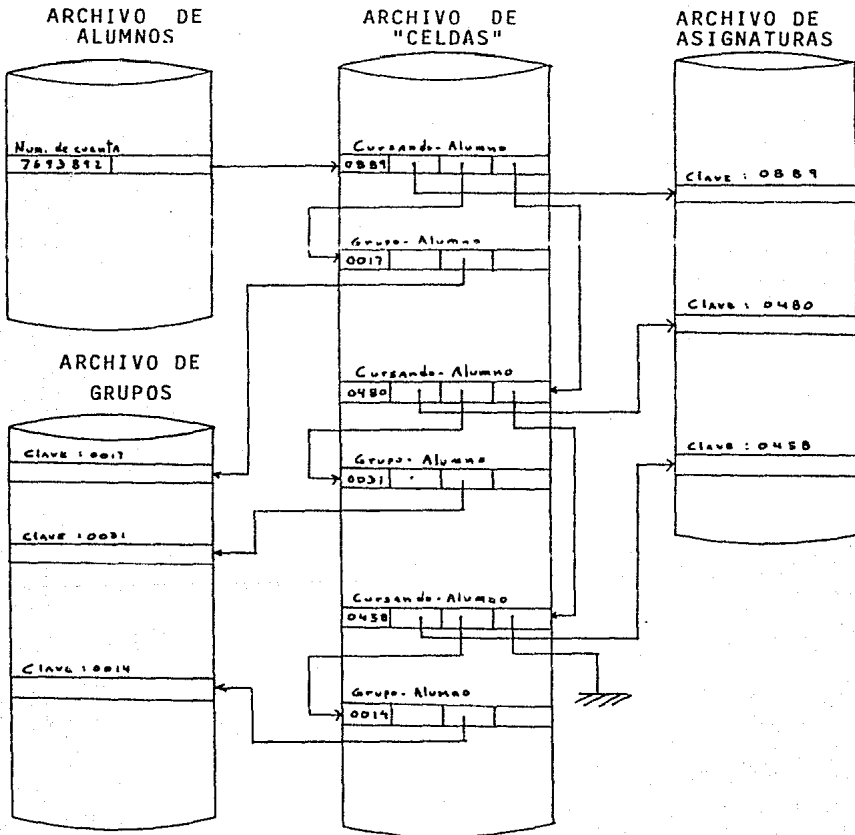 ARCHIVO DE
ALUMNOS
Num. de cuenta
7693892
ARCHIVO DE
"CELDAS"
Cursando-Alumno
0889
Grupo-Alumno
0017
Cursando-Alumno
0480
Grupo-Alumno
0031
Cursando-Alumno
0458
Grupo-Alumno
0014
ARCHIVO DE
ASIGNATURAS
Clave : 0889
Clave : 0480
Clave : 0458
ARCHIVO DE
GRUPOS
Clave : 0017
Clave : 0031
Clave : 0014